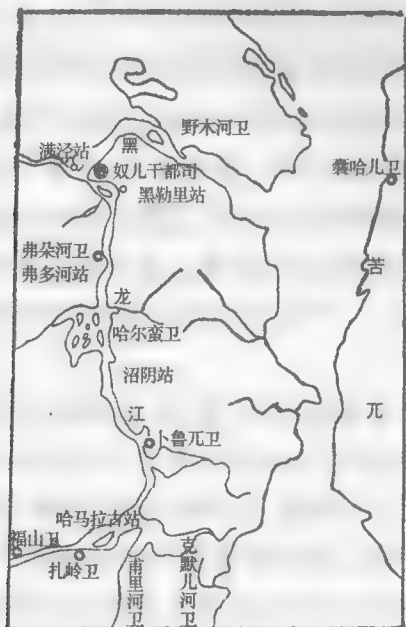 野木河卫
黑
满泾站
奴儿干都司
囊哈儿卫
黑勒里站
弗朵河卫
弗多河站
苦
龙
哈尔蛮卫
沼阴站
江
兀
卜鲁兀卫
哈马拉古站
福山卫
扎岭卫
甫里河卫
克默儿河卫